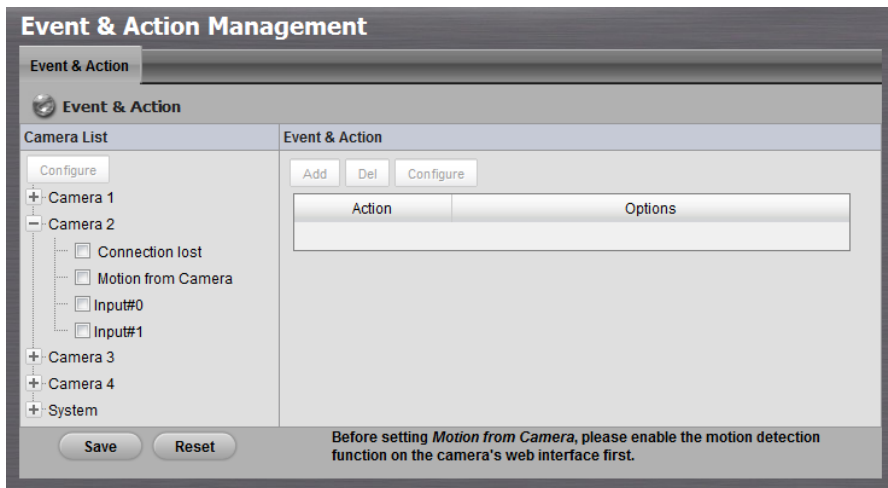 Event & Action Management
Event & Action
Event & Action
Camera List
Event & Action
Configure
Add Del Configure
Camera 1
Action Options
Camera 2
Connection lost
Motion from Camera
Input#0
Input#1
Camera 3
Camera 4
System
Save Reset
Before setting Motion from Camera, please enable the motion detection
function on the camera's web interface first.